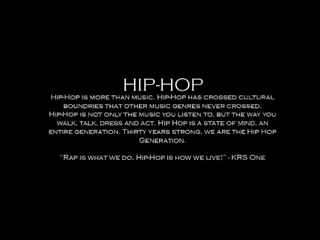 HIP-HOP
Hip-Hop is more than music. Hip-Hop has crossed cultural
boundries that other music genres never crossed.
Hip-Hop is not only the music you listen to, but the way you
walk, talk, dress and act. Hip Hop is a state of mind, an
entire generation. Thirty years strong, we are the Hip Hop
Generation.
"Rap is what we do. Hip-Hop is how we live!" - KRS One